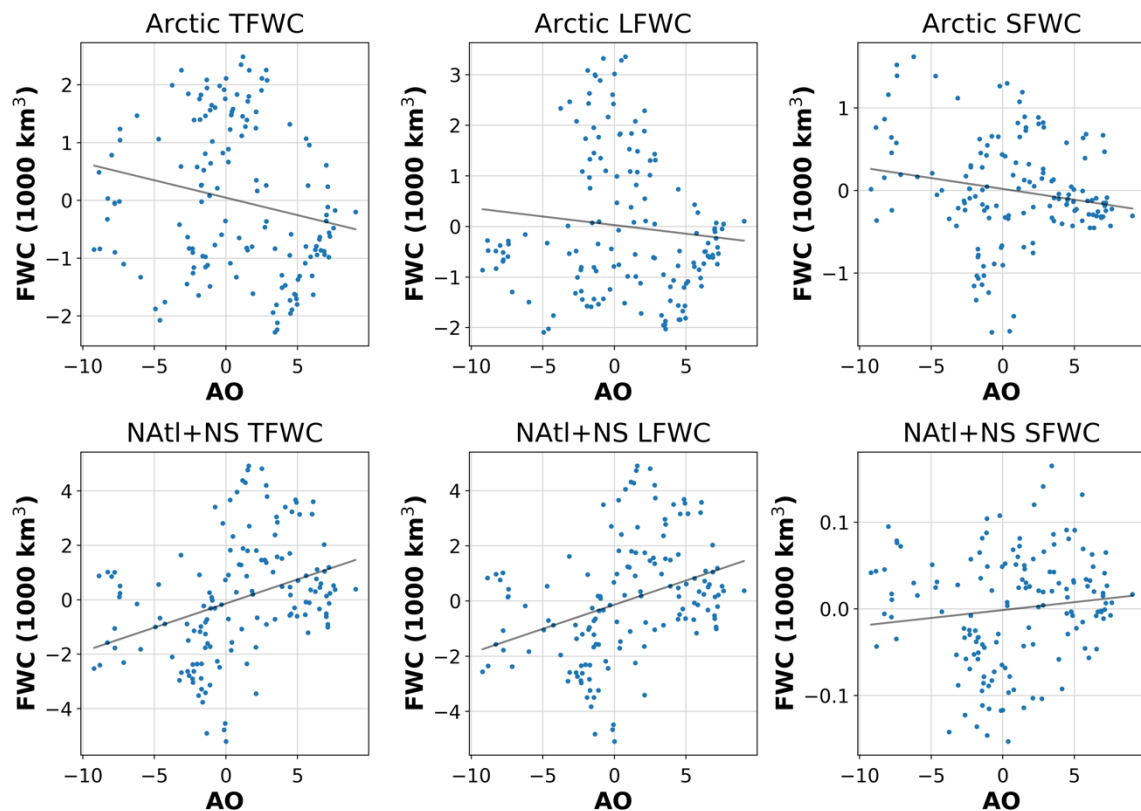 Arctic TFWC
Arctic LFWC
Arctic SFWC
FWC (1000 km³)
2
1
0
−1
−2
−10
−5
0
5
AO
FWC (1000 km³)
3
2
1
0
−1
−2
−10
−5
0
5
AO
FWC (1000 km³)
1
0
−1
−10
−5
0
5
AO
NAtl+NS TFWC
NAtl+NS LFWC
NAtl+NS SFWC
FWC (1000 km³)
4
2
0
−2
−4
−10
−5
0
5
AO
FWC (1000 km³)
4
2
0
−2
−4
−10
−5
0
5
AO
FWC (1000 km³)
0.1
0.0
−0.1
−10
−5
0
5
AO